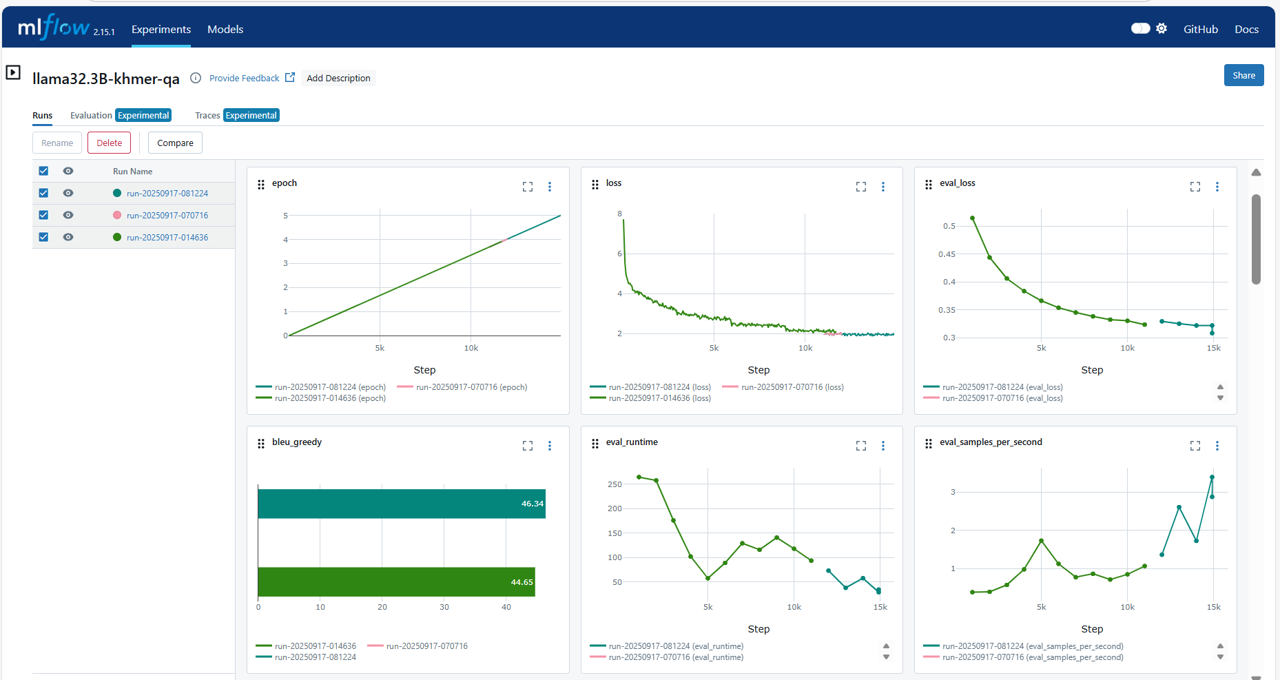 mlflow 2.15.1 Experiments Models GitHub Docs
llama32.3B-khmer-qa Provide Feedback Add Description Share
Runs Evaluation Experimental Traces Experimental
Rename Delete Compare
Run Name
run-20250917-081224
run-20250917-070716
run-20250917-014636
epoch
5
4
3
2
1
0
5k 10k
Step
run-20250917-081224 (epoch) run-20250917-070716 (epoch)
run-20250917-014636 (epoch)
loss
8
6
4
2
5k 10k
Step
run-20250917-081224 (loss) run-20250917-070716 (loss)
run-20250917-014636 (loss)
eval_loss
0.5
0.45
0.4
0.35
0.3
5k 10k 15k
Step
run-20250917-081224 (eval_loss)
run-20250917-070716 (eval_loss)
bleu_greedy
46.34
44.65
0 10 20 30 40
run-20250917-014636 run-20250917-070716
run-20250917-081224
eval_runtime
250
200
150
100
50
5k 10k 15k
Step
run-20250917-081224 (eval_runtime)
run-20250917-070716 (eval_runtime)
eval_samples_per_second
3
2
1
5k 10k 15k
Step
run-20250917-081224 (eval_samples_per_second)
run-20250917-070716 (eval_samples_per_second)